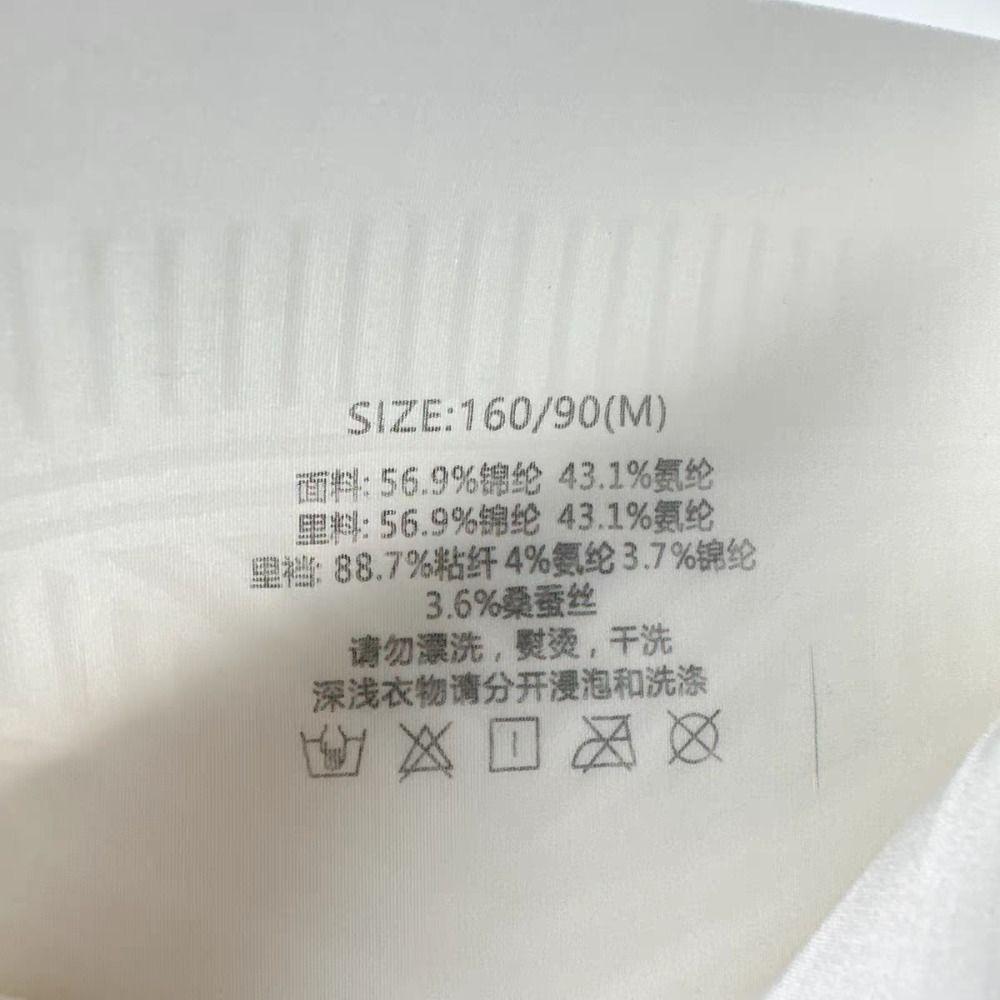 SIZE:160/90(M)
面料: 56.9%锦纶 43.1%氨纶
里料: 56.9%锦纶 43.1%氨纶
里裆: 88.7%粘纤 4%氨纶 3.7%锦纶
3.6%桑蚕丝
请勿漂洗，熨烫，干洗
深浅衣物请分开浸泡和洗涤